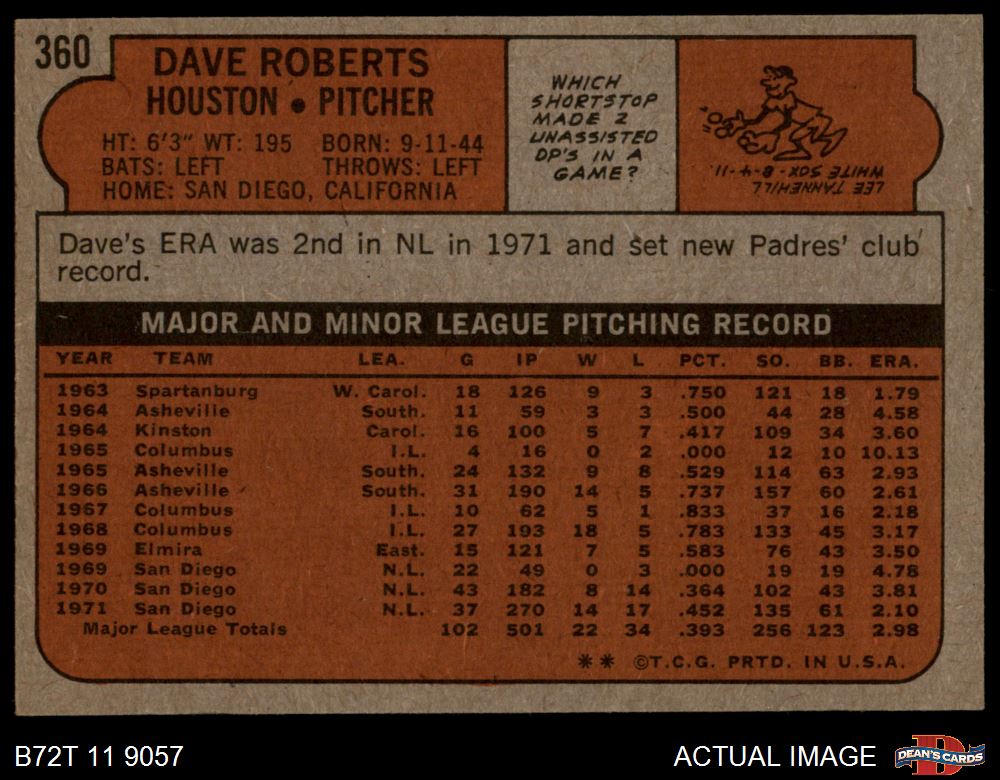 360
DAVE ROBERTS
HOUSTON • PITCHER
HT: 6'3" WT: 195 BORN: 9-11-44
BATS: LEFT THROWS: LEFT
HOME: SAN DIEGO, CALIFORNIA
WHICH
SHORTSTOP
MADE 2
UNASSISTED
DP'S IN A
GAME?
LEE TANNEHILL
WHITE SOX - 8-4-11.
Dave's ERA was 2nd in NL in 1971 and set new Padres' club
record.
MAJOR AND MINOR LEAGUE PITCHING RECORD
YEAR TEAM LEA. G IP W L PCT. SO. BB. ERA.
1963 Spartanburg W. Carol. 18 126 9 3 .750 121 18 1.79
1964 Asheville South. 11 59 3 3 .500 44 28 4.58
1964 Kinston Carol. 16 100 5 7 .417 109 34 3.60
1965 Columbus I.L. 4 16 0 2 .000 12 10 10.13
1965 Asheville South. 24 132 9 8 .529 114 63 2.93
1966 Asheville South. 31 190 14 5 .737 157 60 2.61
1967 Columbus I.L. 10 62 5 1 .833 37 16 2.18
1968 Columbus I.L. 27 193 18 5 .783 133 45 3.17
1969 Elmira East. 15 121 7 5 .583 76 43 3.50
1969 San Diego N.L. 22 49 0 3 .000 19 19 4.78
1970 San Diego N.L. 43 182 8 14 .364 102 43 3.81
1971 San Diego N.L. 37 270 14 17 .452 135 61 2.10
Major League Totals 102 501 22 34 .393 256 123 2.98
** ©T.C.G. PRTD. IN U.S.A.
B72T 11 9057
ACTUAL IMAGE
DEAN'S CARDS